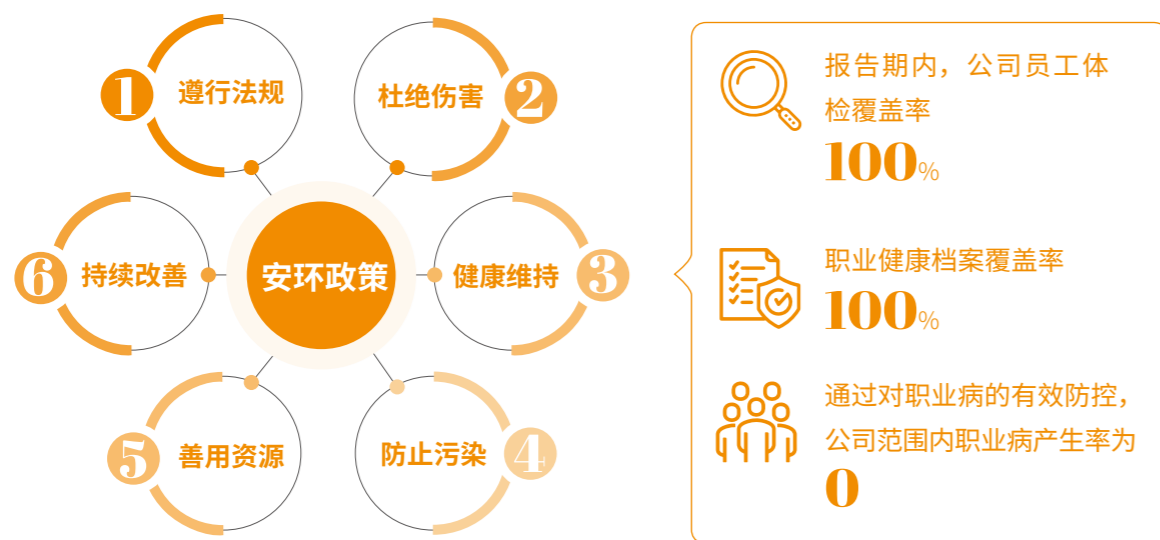 1
遵行法规
杜绝伤害
2
6
持续改善
安环政策
健康维持
3
5
善用资源
防止污染
4
报告期内，公司员工体
检覆盖率
100%
职业健康档案覆盖率
100%
通过对职业病的有效防控，
公司范围内职业病产生率为
0